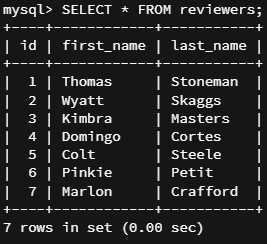 mysql> SELECT * FROM reviewers;
+----+------------+-----------+
| id | first_name | last_name |
+----+------------+-----------+
|  1 | Thomas     | Stoneman  |
|  2 | Wyatt      | Skaggs    |
|  3 | Kimbra     | Masters   |
|  4 | Domingo    | Cortes    |
|  5 | Colt       | Steele    |
|  6 | Pinkie     | Petit     |
|  7 | Marlon     | Crafford  |
+----+------------+-----------+
7 rows in set (0.00 sec)